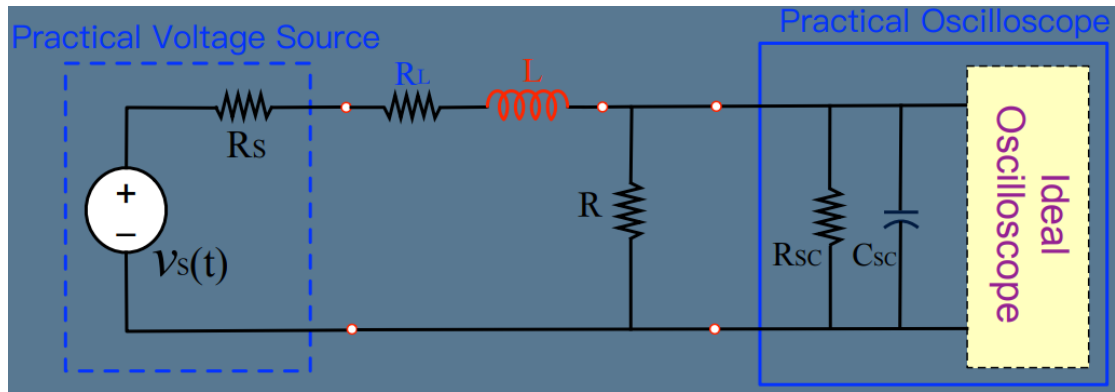 Practical Voltage Source
Practical Oscilloscope
RL
L
RS
+
−
vS(t)
R
RSC
CSC
Ideal
Oscilloscope